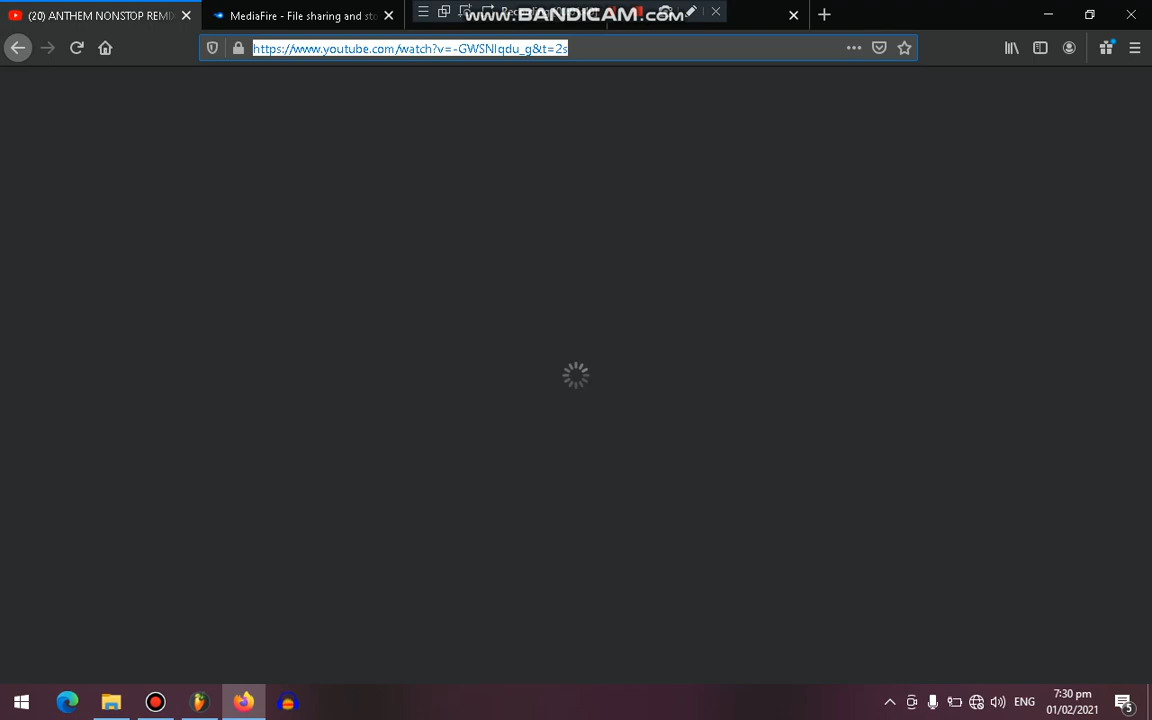 (20) ANTHEM NONSTOP REMI
MediaFire - File sharing and sto
www.BANDICAM.com
https://www.youtube.com/watch?v=-GWSNIqdu_g&t=2s
ENG
7:30 pm
01/02/2021
5